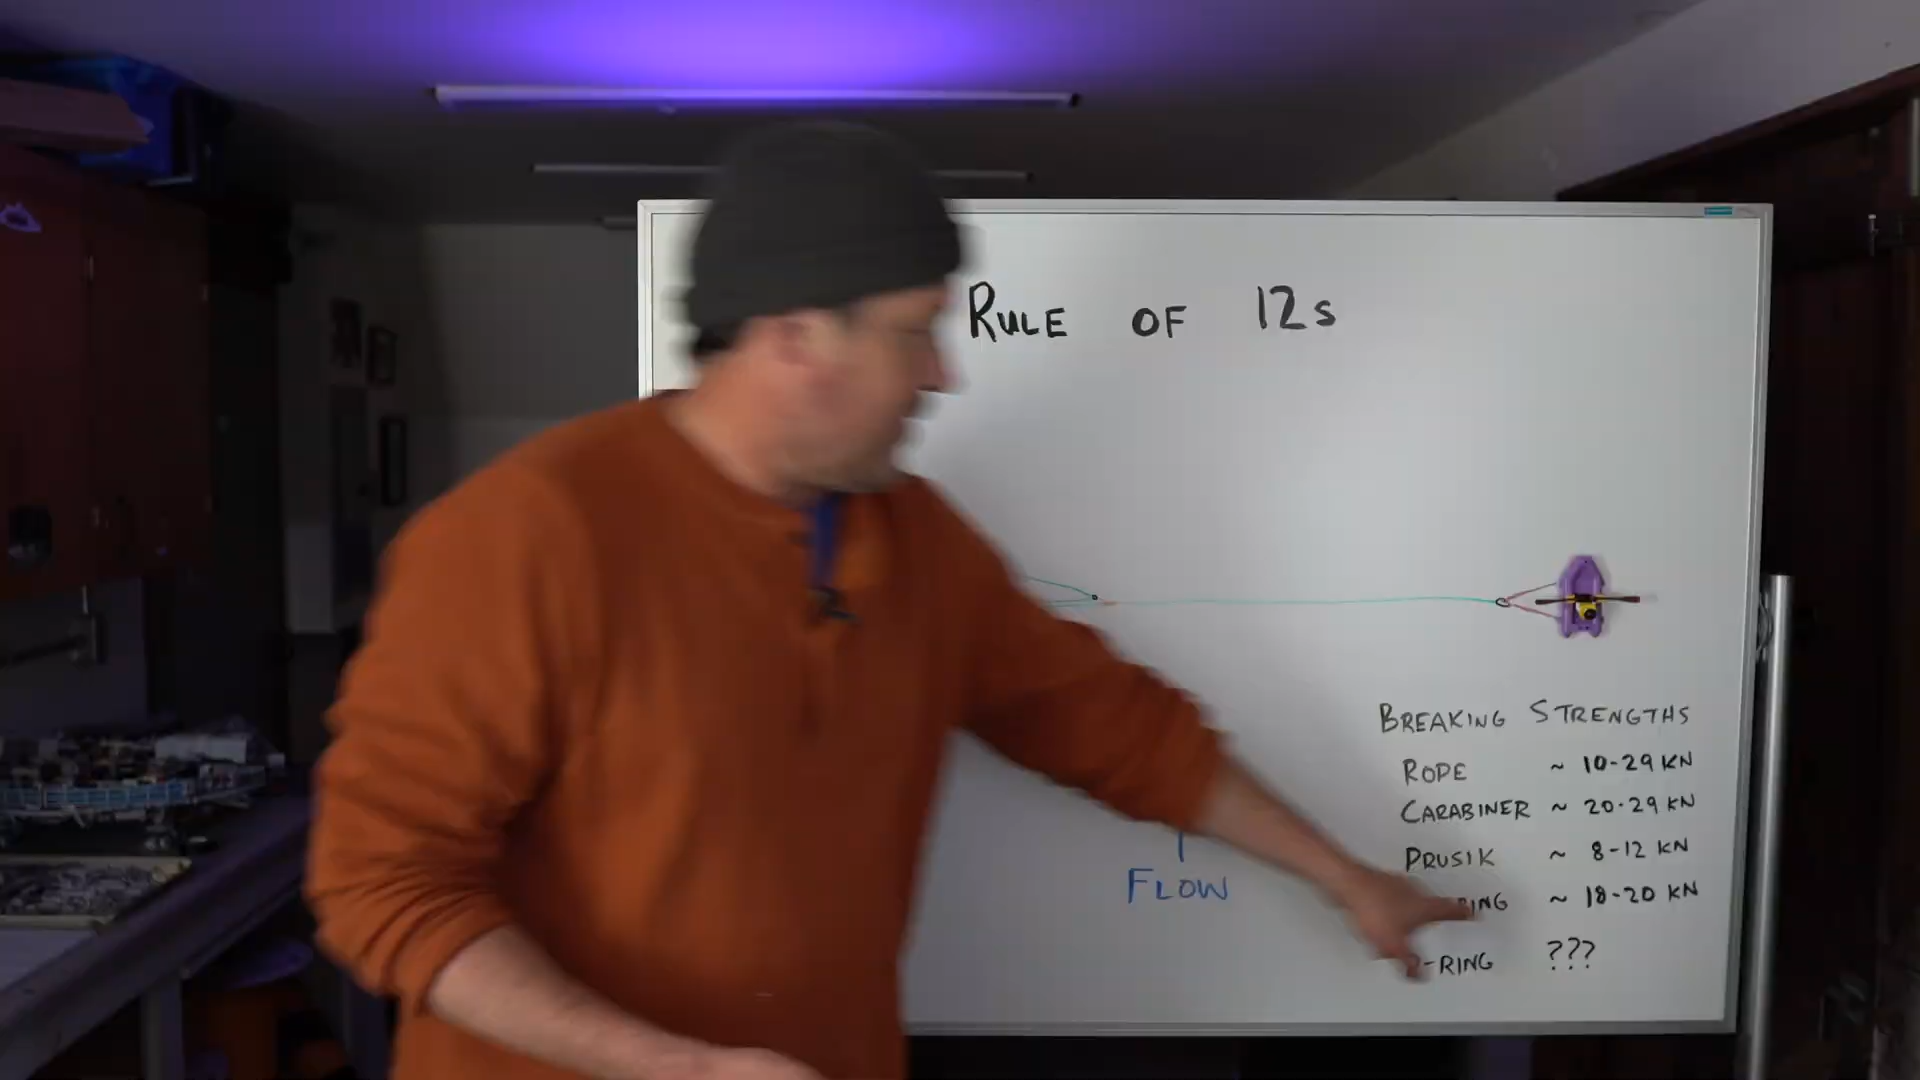 RULE OF 12s
BREAKING STRENGTHS
ROPE ~ 10-29 KN
CARABINER ~ 20-29 KN
PRUSIK ~ 8-12 KN
~ 18-20 KN
-RING ???
FLOW